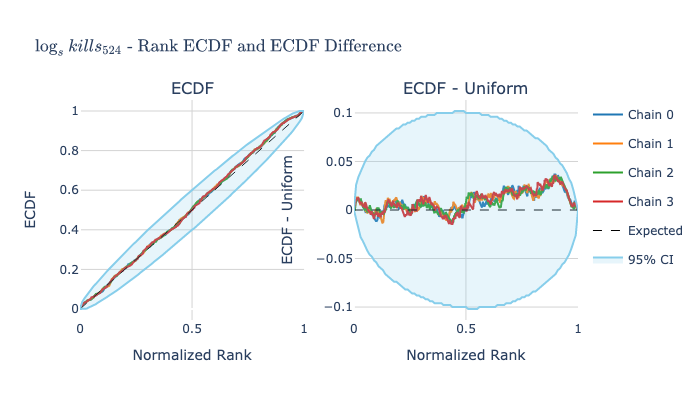 log_s kills_524 - Rank ECDF and ECDF Difference
ECDF
ECDF - Uniform
ECDF
1
0.8
0.6
0.4
0.2
0
0
0.5
1
Normalized Rank
ECDF - Uniform
0.1
0.05
0
−0.05
−0.1
0
0.5
1
Normalized Rank
Chain 0
Chain 1
Chain 2
Chain 3
Expected
95% CI